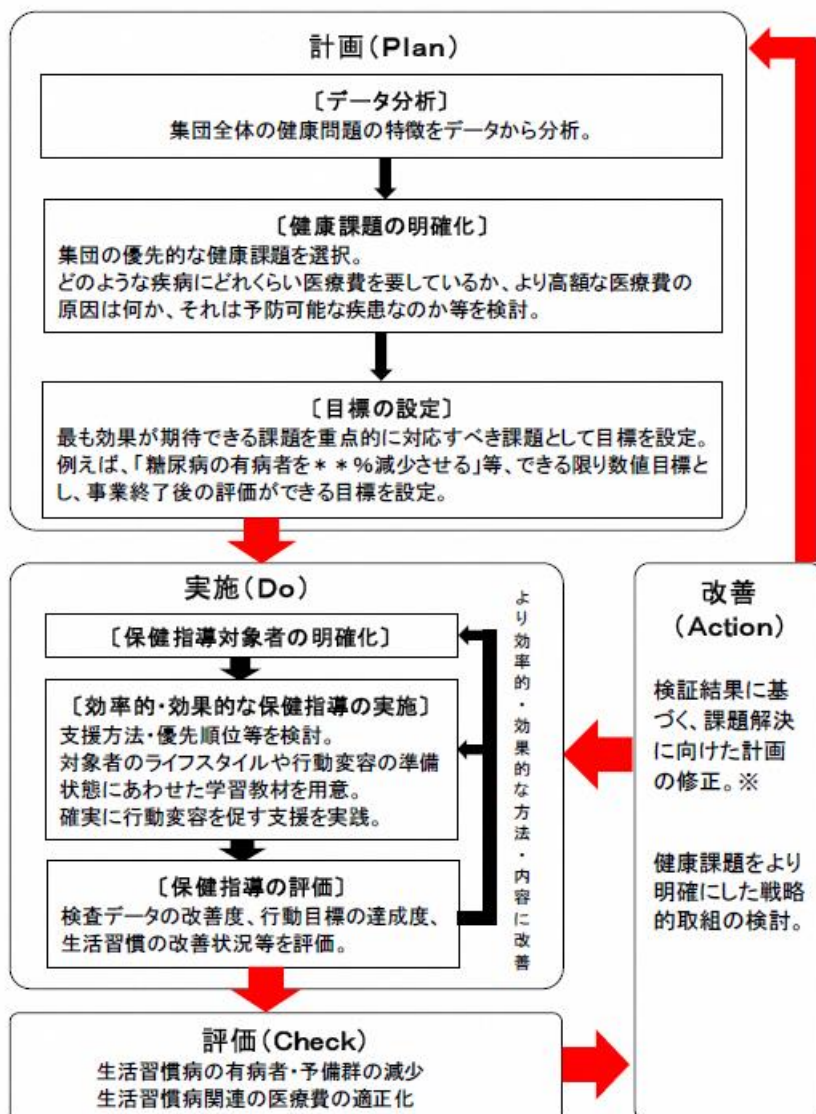 計画(Plan)
〔データ分析〕
集団全体の健康問題の特徴をデータから分析。
〔健康課題の明確化〕
集団の優先的な健康課題を選択。
どのような疾病にどれくらい医療費を要しているか、より高額な医療費の
原因は何か、それは予防可能な疾患なのか等を検討。
〔目標の設定〕
最も効果が期待できる課題を重点的に対応すべき課題として目標を設定。
例えば、「糖尿病の有病者を＊＊%減少させる」等、できる限り数値目標と
し、事業終了後の評価ができる目標を設定。
実施(Do)
〔保健指導対象者の明確化〕
〔効率的・効果的な保健指導の実施〕
支援方法・優先順位等を検討。
対象者のライフスタイルや行動変容の準備
状態にあわせた学習教材を用意。
確実に行動変容を促す支援を実践。
〔保健指導の評価〕
検査データの改善度、行動目標の達成度、
生活習慣の改善状況等を評価。
より効率的・効果的な方法・内容に改善
改善
(Action)
検証結果に基
づく、課題解決
に向けた計画
の修正。※
健康課題をより
明確にした戦略
的取組の検討。
評価(Check)
生活習慣病の有病者・予備群の減少
生活習慣病関連の医療費の適正化